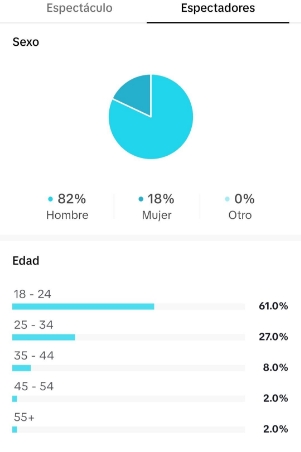 Espectáculo Espectadores
Sexo
82% 18% 0%
Hombre Mujer Otro
Edad
18 - 24
61.0%
25 - 34
27.0%
35 - 44
8.0%
45 - 54
2.0%
55+
2.0%